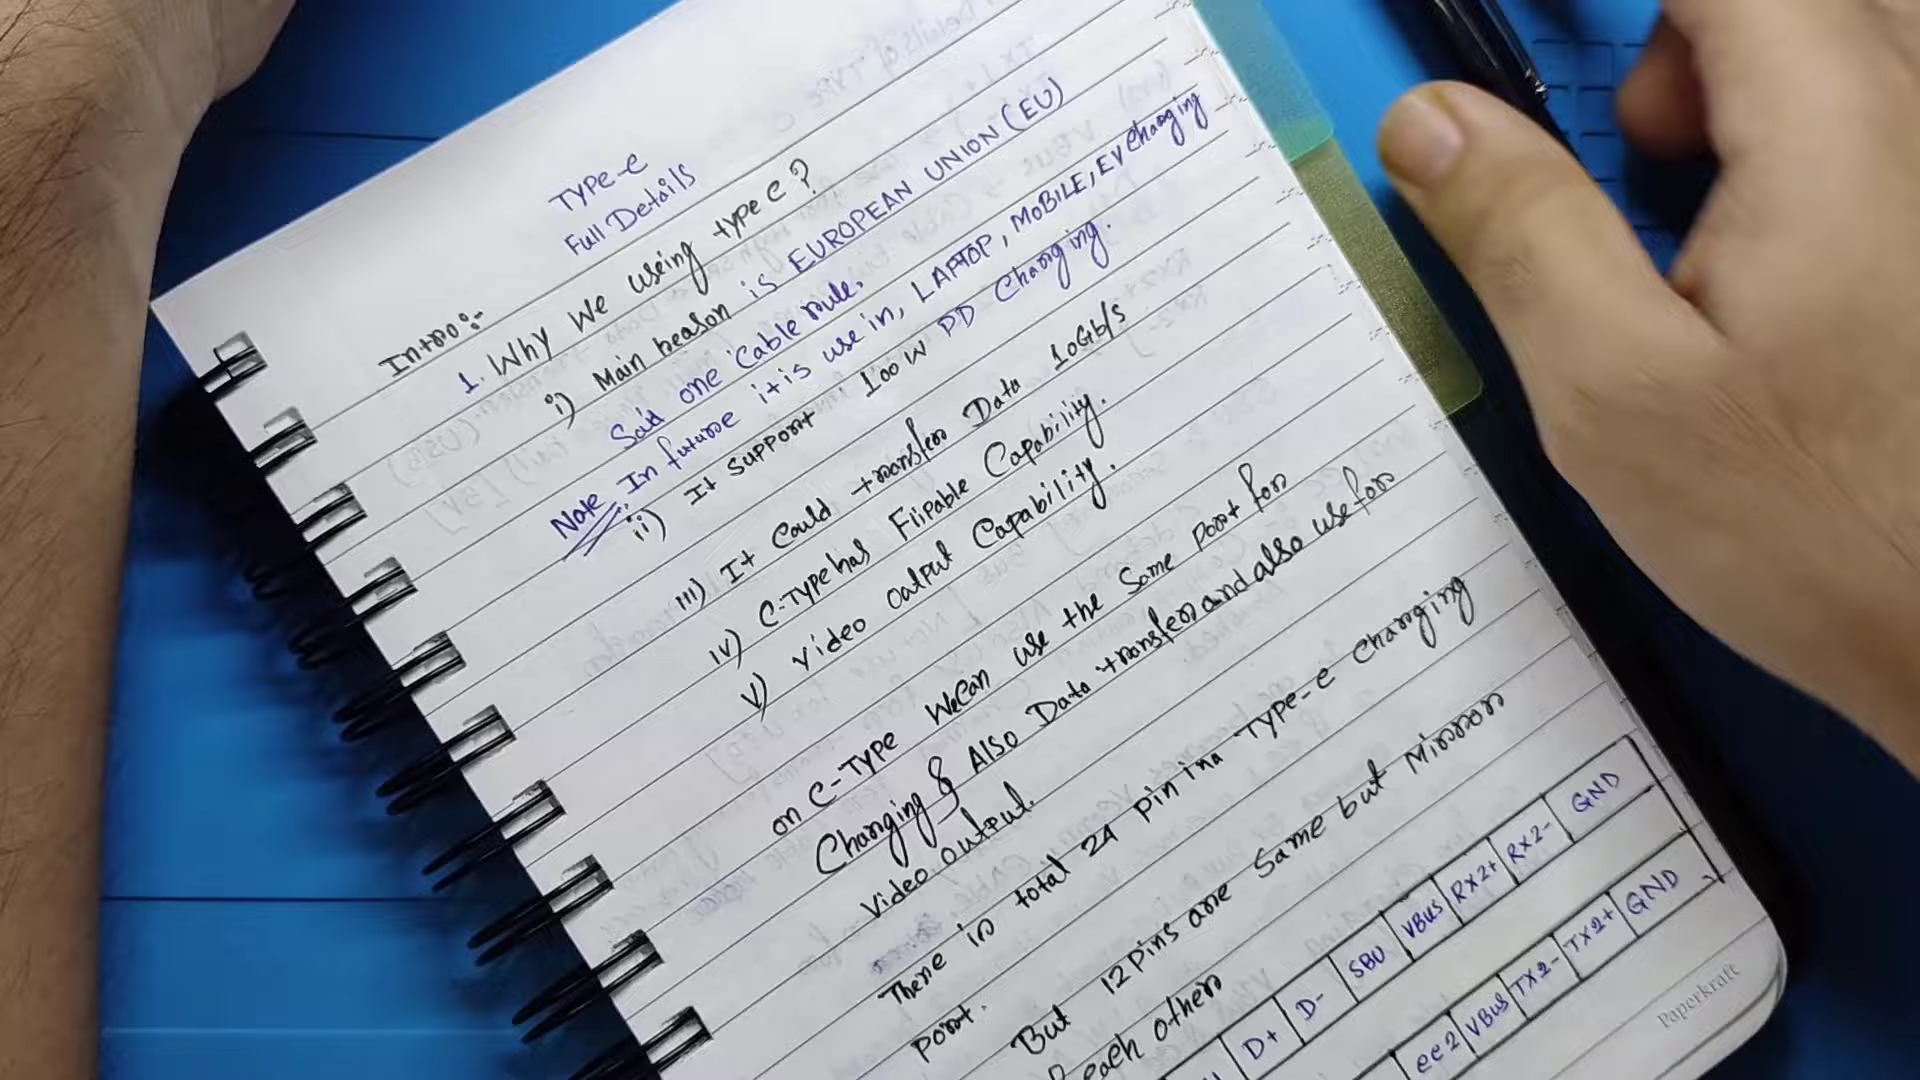 TYPE-C
Full Details
Intro:-
1. Why We useing type C?
i) Main reason is EUROPEAN UNION (EU)
Said one Cable rule.
Note: In future it is use in, LAPTOP, MOBILE, EV Charging
ii) It support 100W PD Charging.
iii) It Could transfer Data 10Gb/s
iv) C-Type has Flipable Capability.
v) Video Output Capability.
on C-Type We Can use the Same Port for
Charging & Also Data transfer and also use for
Video Output.
There is total 24 Pin in a Type-C Charging
Port.
But 12 Pins are Same but Mirror
each other
D+ D- SBU VBUS RX2+ RX2- GND
cc2 VBUS TX2- TX2+ GND
Paperkraft